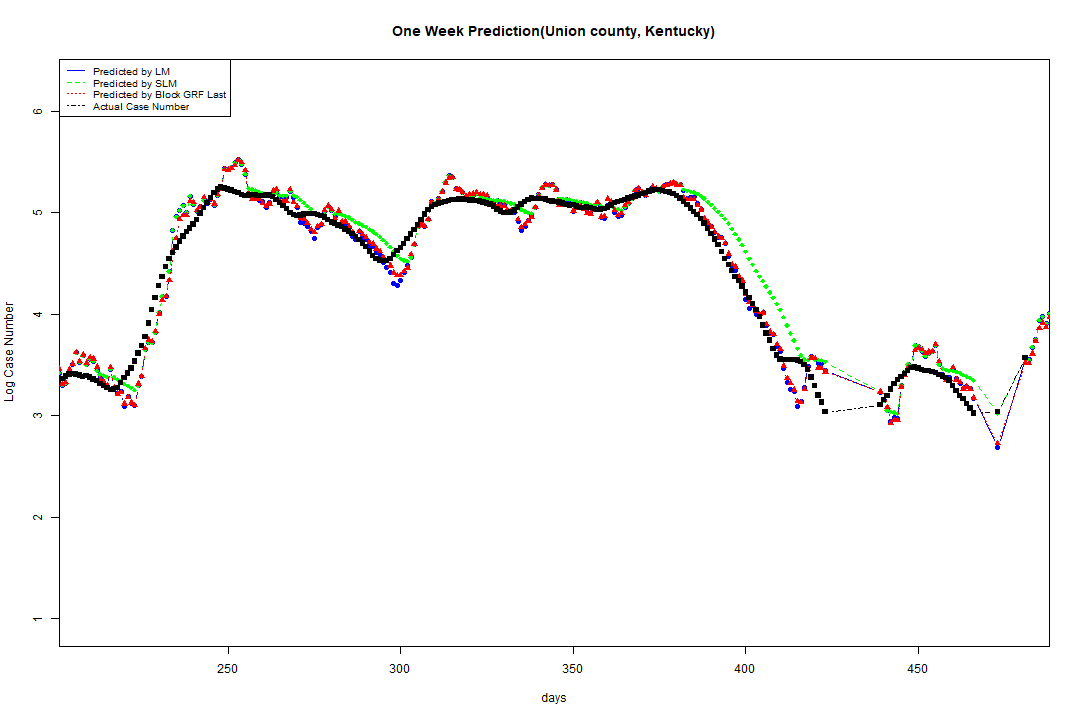 One Week Prediction(Union county, Kentucky)
Predicted by LM
Predicted by SLM
Predicted by Block GRF Last
Actual Case Number
6
5
4
3
2
1
Log Case Number
250 300 350 400 450
days